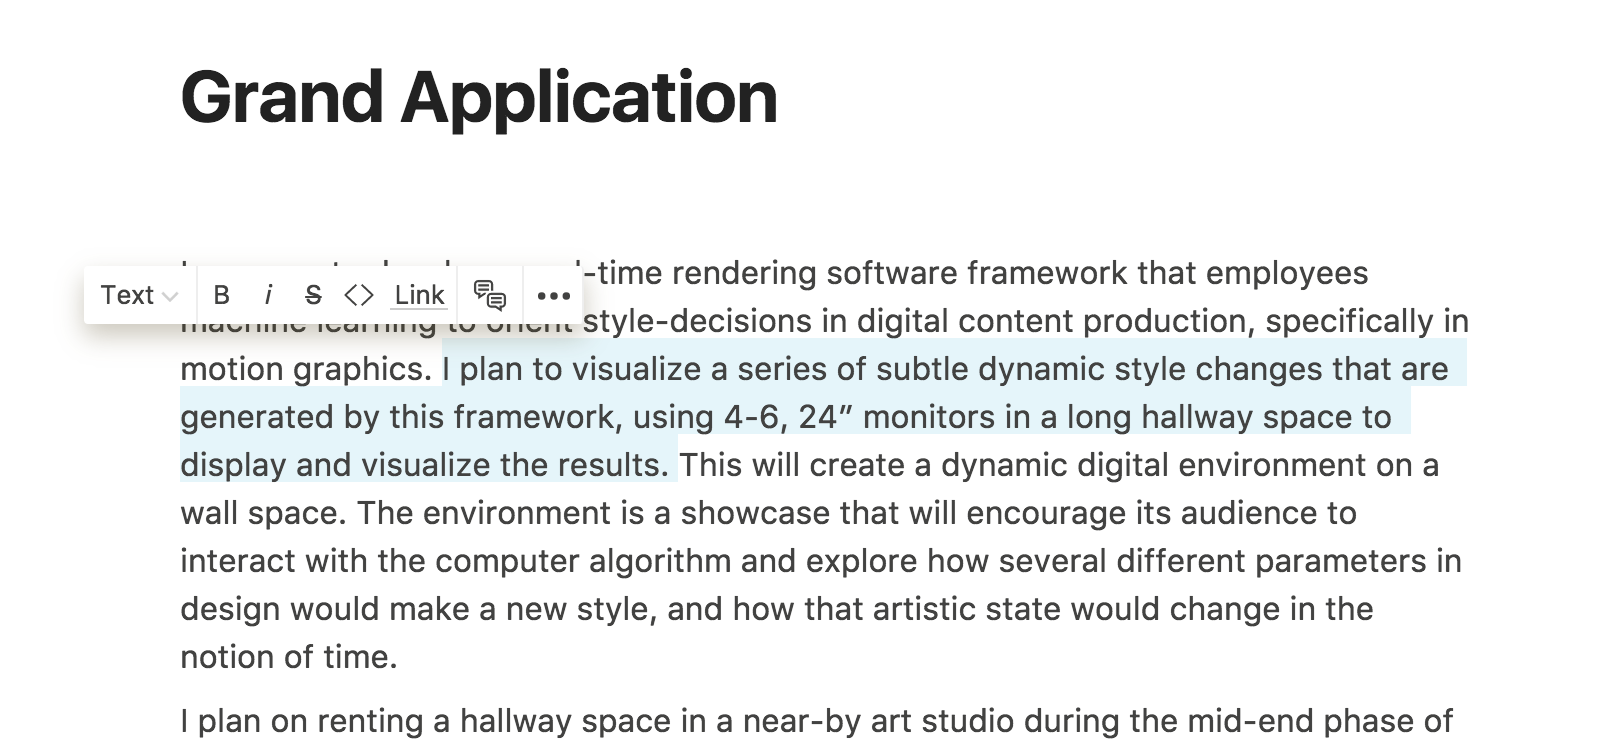 Grand Application
-time rendering software framework that employees
Text B i S <> Link •••
machine learning to orient style-decisions in digital content production, specifically in
motion graphics. I plan to visualize a series of subtle dynamic style changes that are
generated by this framework, using 4-6, 24” monitors in a long hallway space to
display and visualize the results. This will create a dynamic digital environment on a
wall space. The environment is a showcase that will encourage its audience to
interact with the computer algorithm and explore how several different parameters in
design would make a new style, and how that artistic state would change in the
notion of time.
I plan on renting a hallway space in a near-by art studio during the mid-end phase of